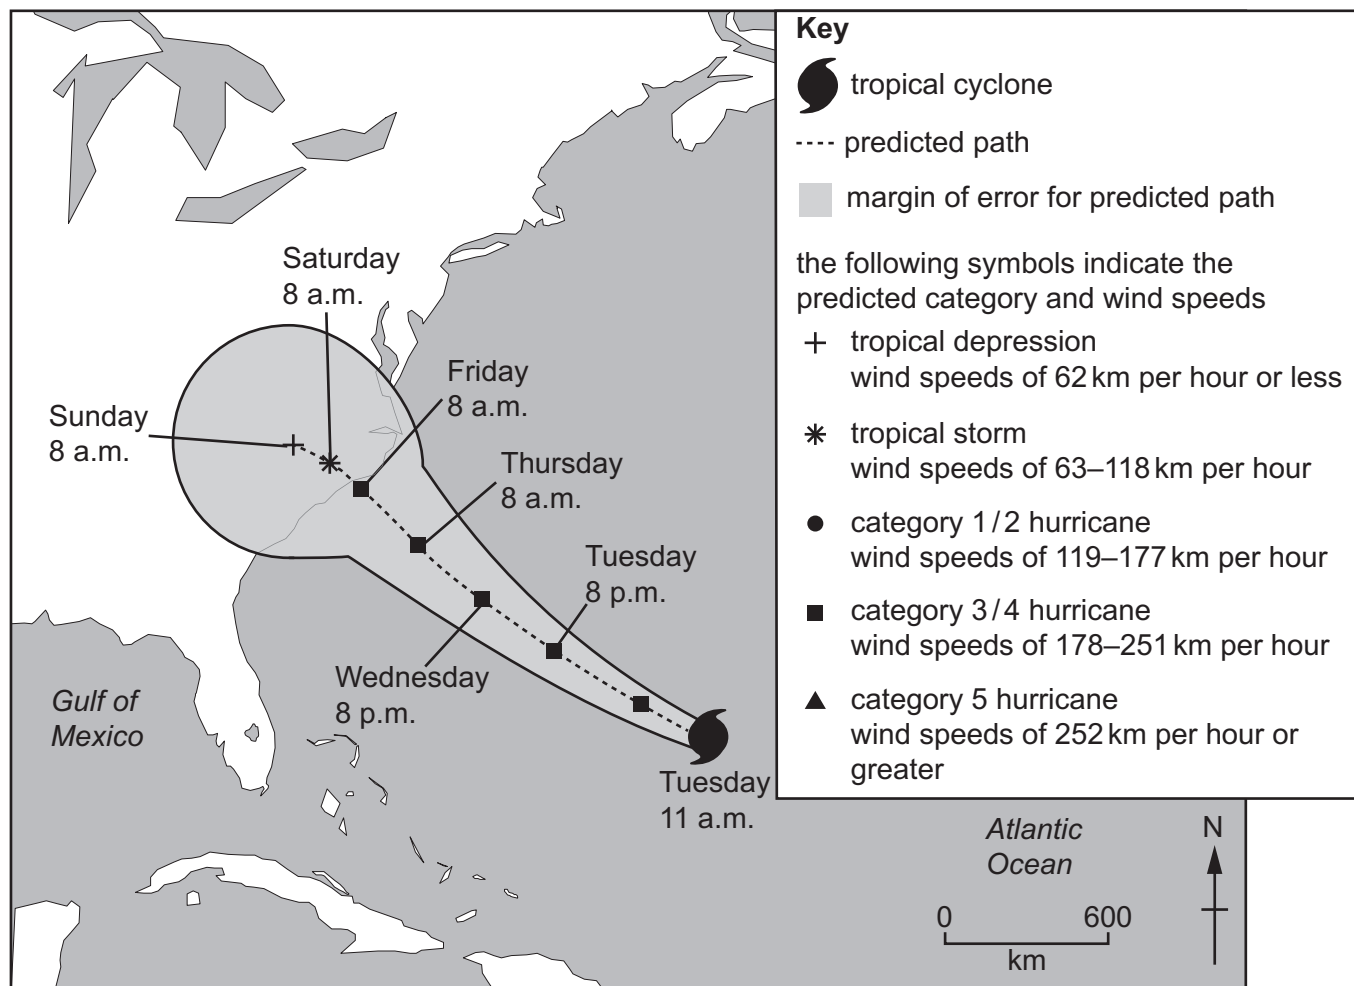 Key
tropical cyclone
predicted path
margin of error for predicted path
the following symbols indicate the
predicted category and wind speeds
tropical depression
wind speeds of 62 km per hour or less
tropical storm
wind speeds of 63–118 km per hour
category 1/2 hurricane
wind speeds of 119–177 km per hour
category 3/4 hurricane
wind speeds of 178–251 km per hour
category 5 hurricane
wind speeds of 252 km per hour or
greater
Saturday
8 a.m.
Friday
8 a.m.
Sunday
8 a.m.
Thursday
8 a.m.
Tuesday
8 p.m.
Wednesday
8 p.m.
Gulf of
Mexico
Tuesday
11 a.m.
Atlantic
Ocean
N
0 600
km